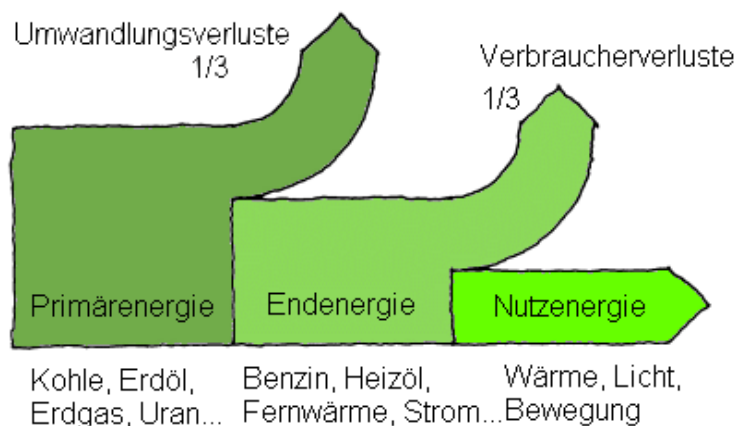 Umwandlungsverluste
1/3
Verbraucherverluste
1/3
Primärenergie
Endenergie
Nutzenergie
Kohle, Erdöl,
Erdgas, Uran...
Benzin, Heizöl,
Fernwärme, Strom...
Wärme, Licht,
Bewegung